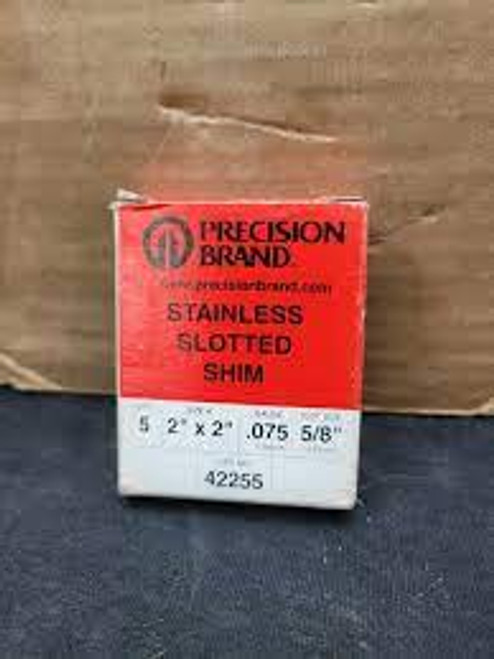 PRECISION
BRAND
www.precisionbrand.com
STAINLESS
SLOTTED
SHIM
5 2" x 2" .075 5/8"
42255